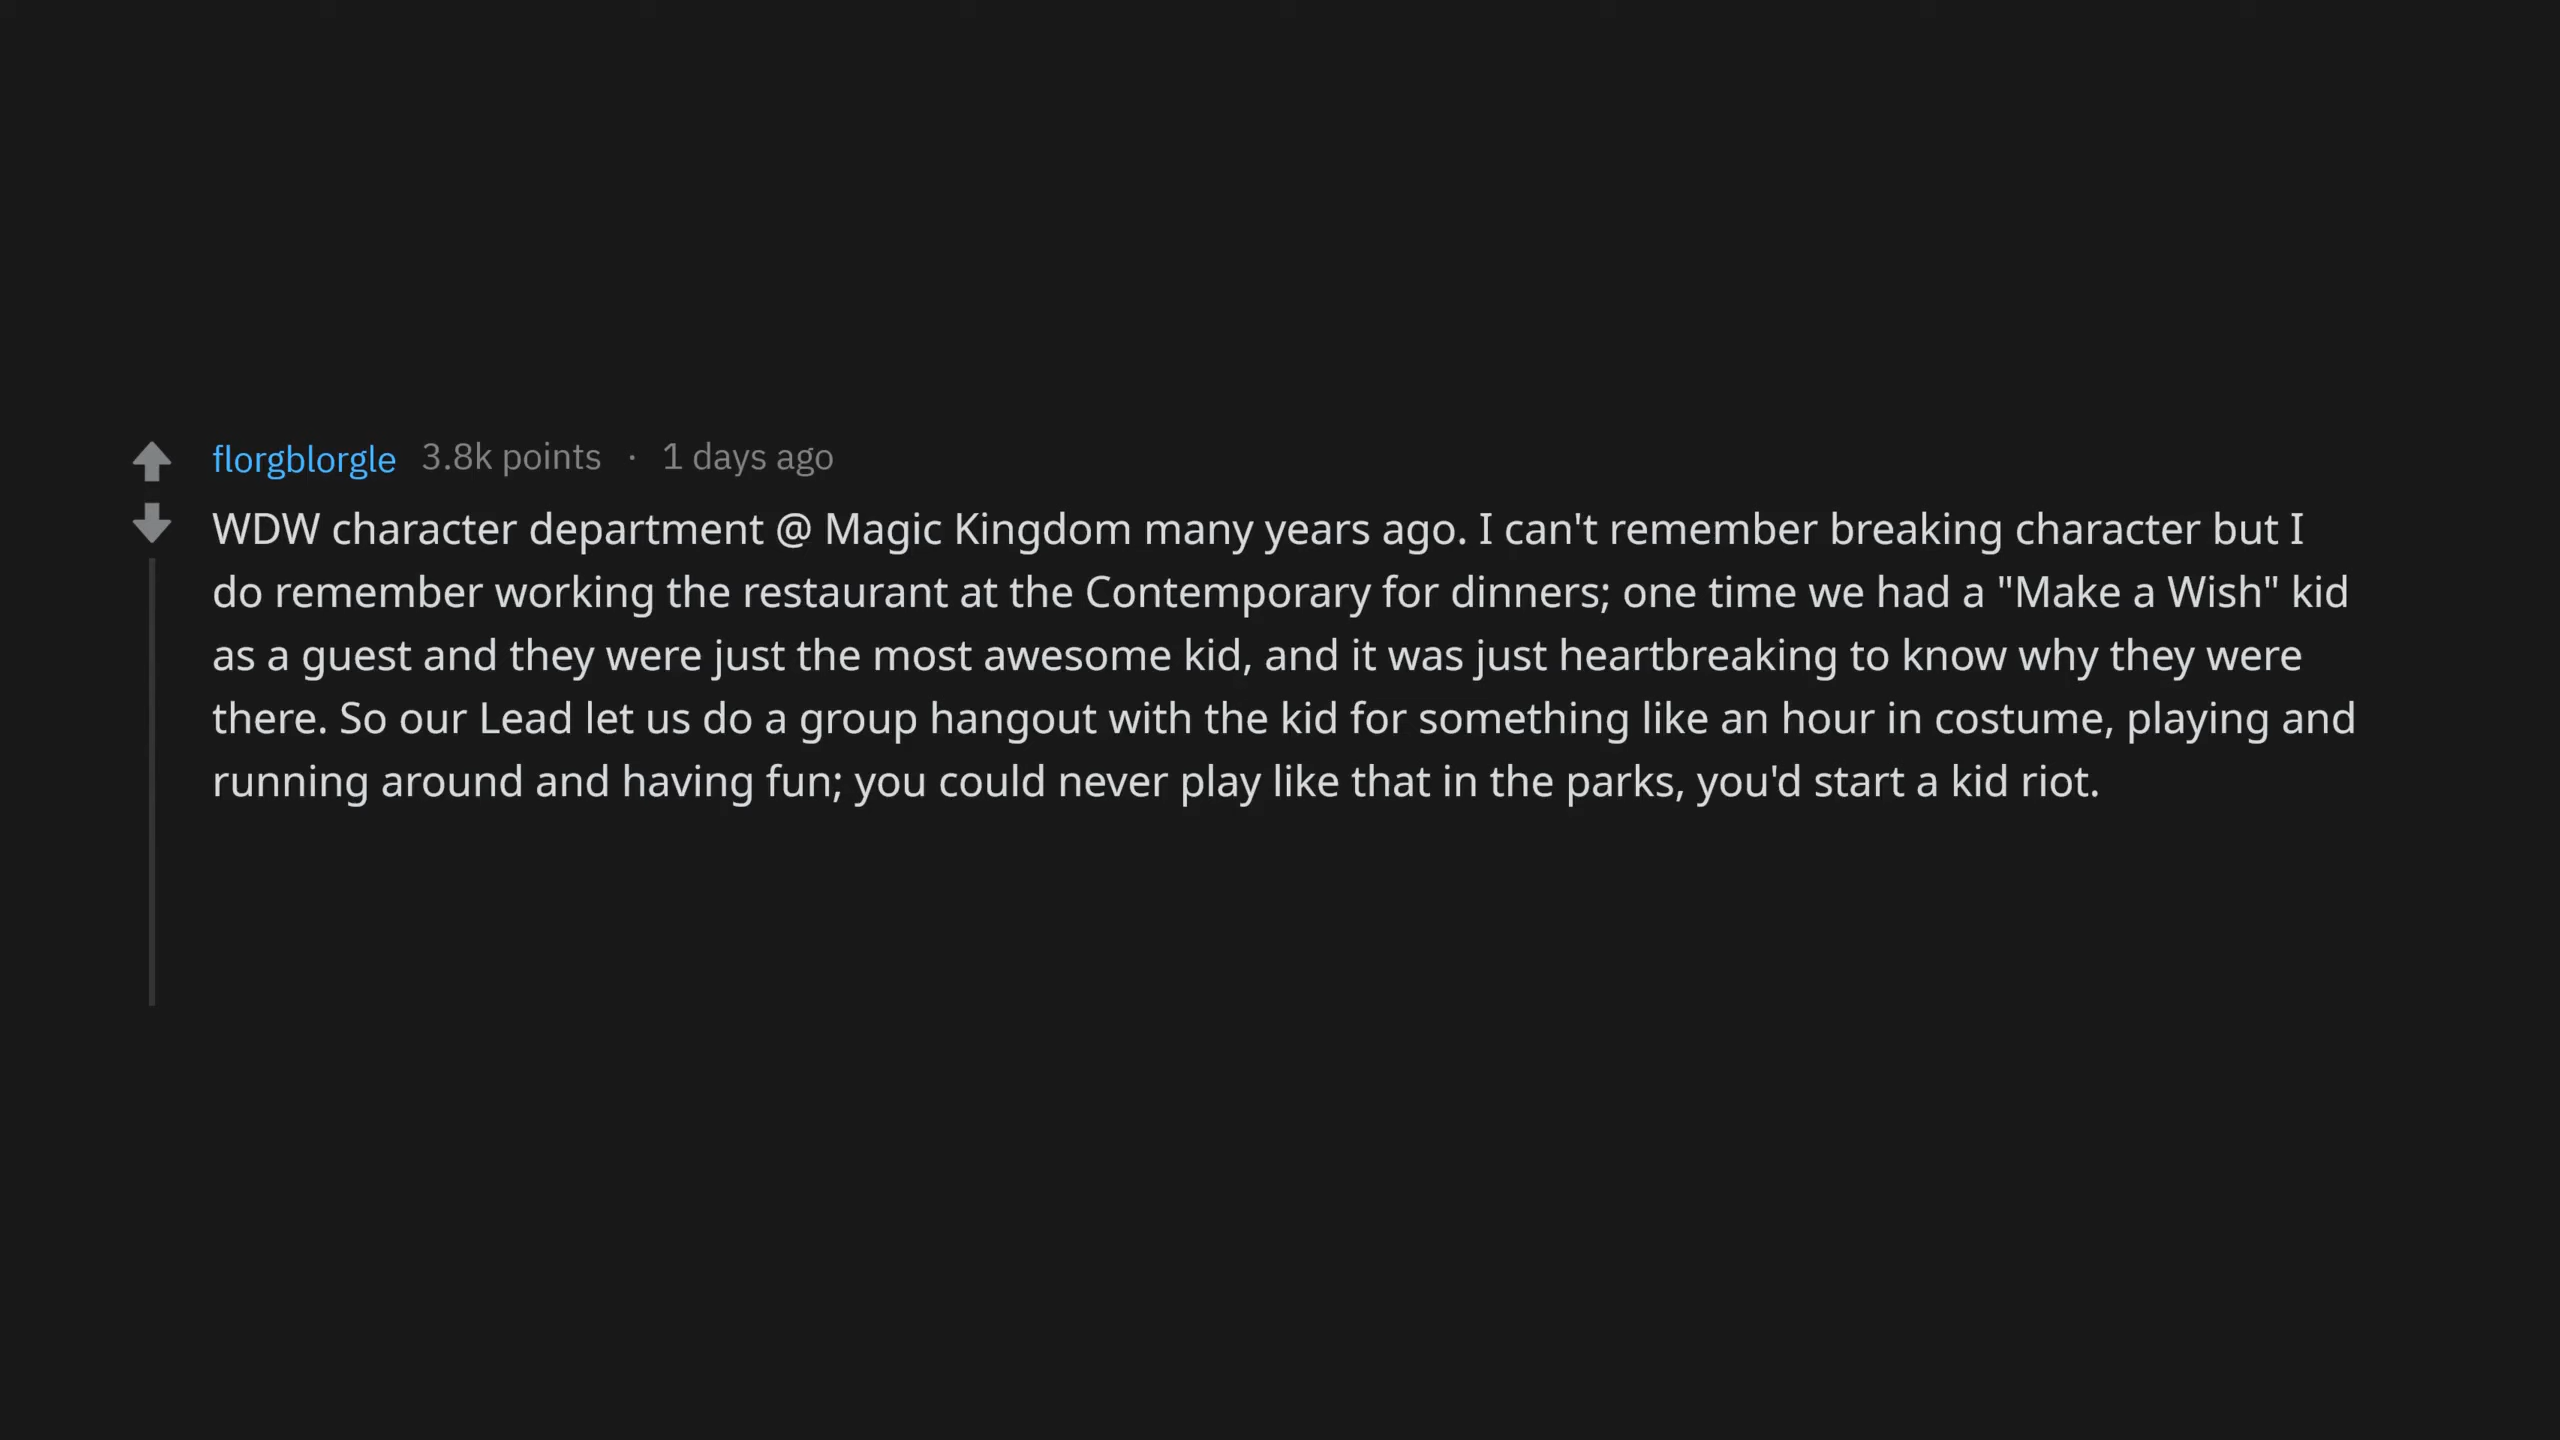 florgblorgle 3.8k points · 1 days ago
WDW character department @ Magic Kingdom many years ago. I can't remember breaking character but I
do remember working the restaurant at the Contemporary for dinners; one time we had a "Make a Wish" kid
as a guest and they were just the most awesome kid, and it was just heartbreaking to know why they were
there. So our Lead let us do a group hangout with the kid for something like an hour in costume, playing and
running around and having fun; you could never play like that in the parks, you'd start a kid riot.